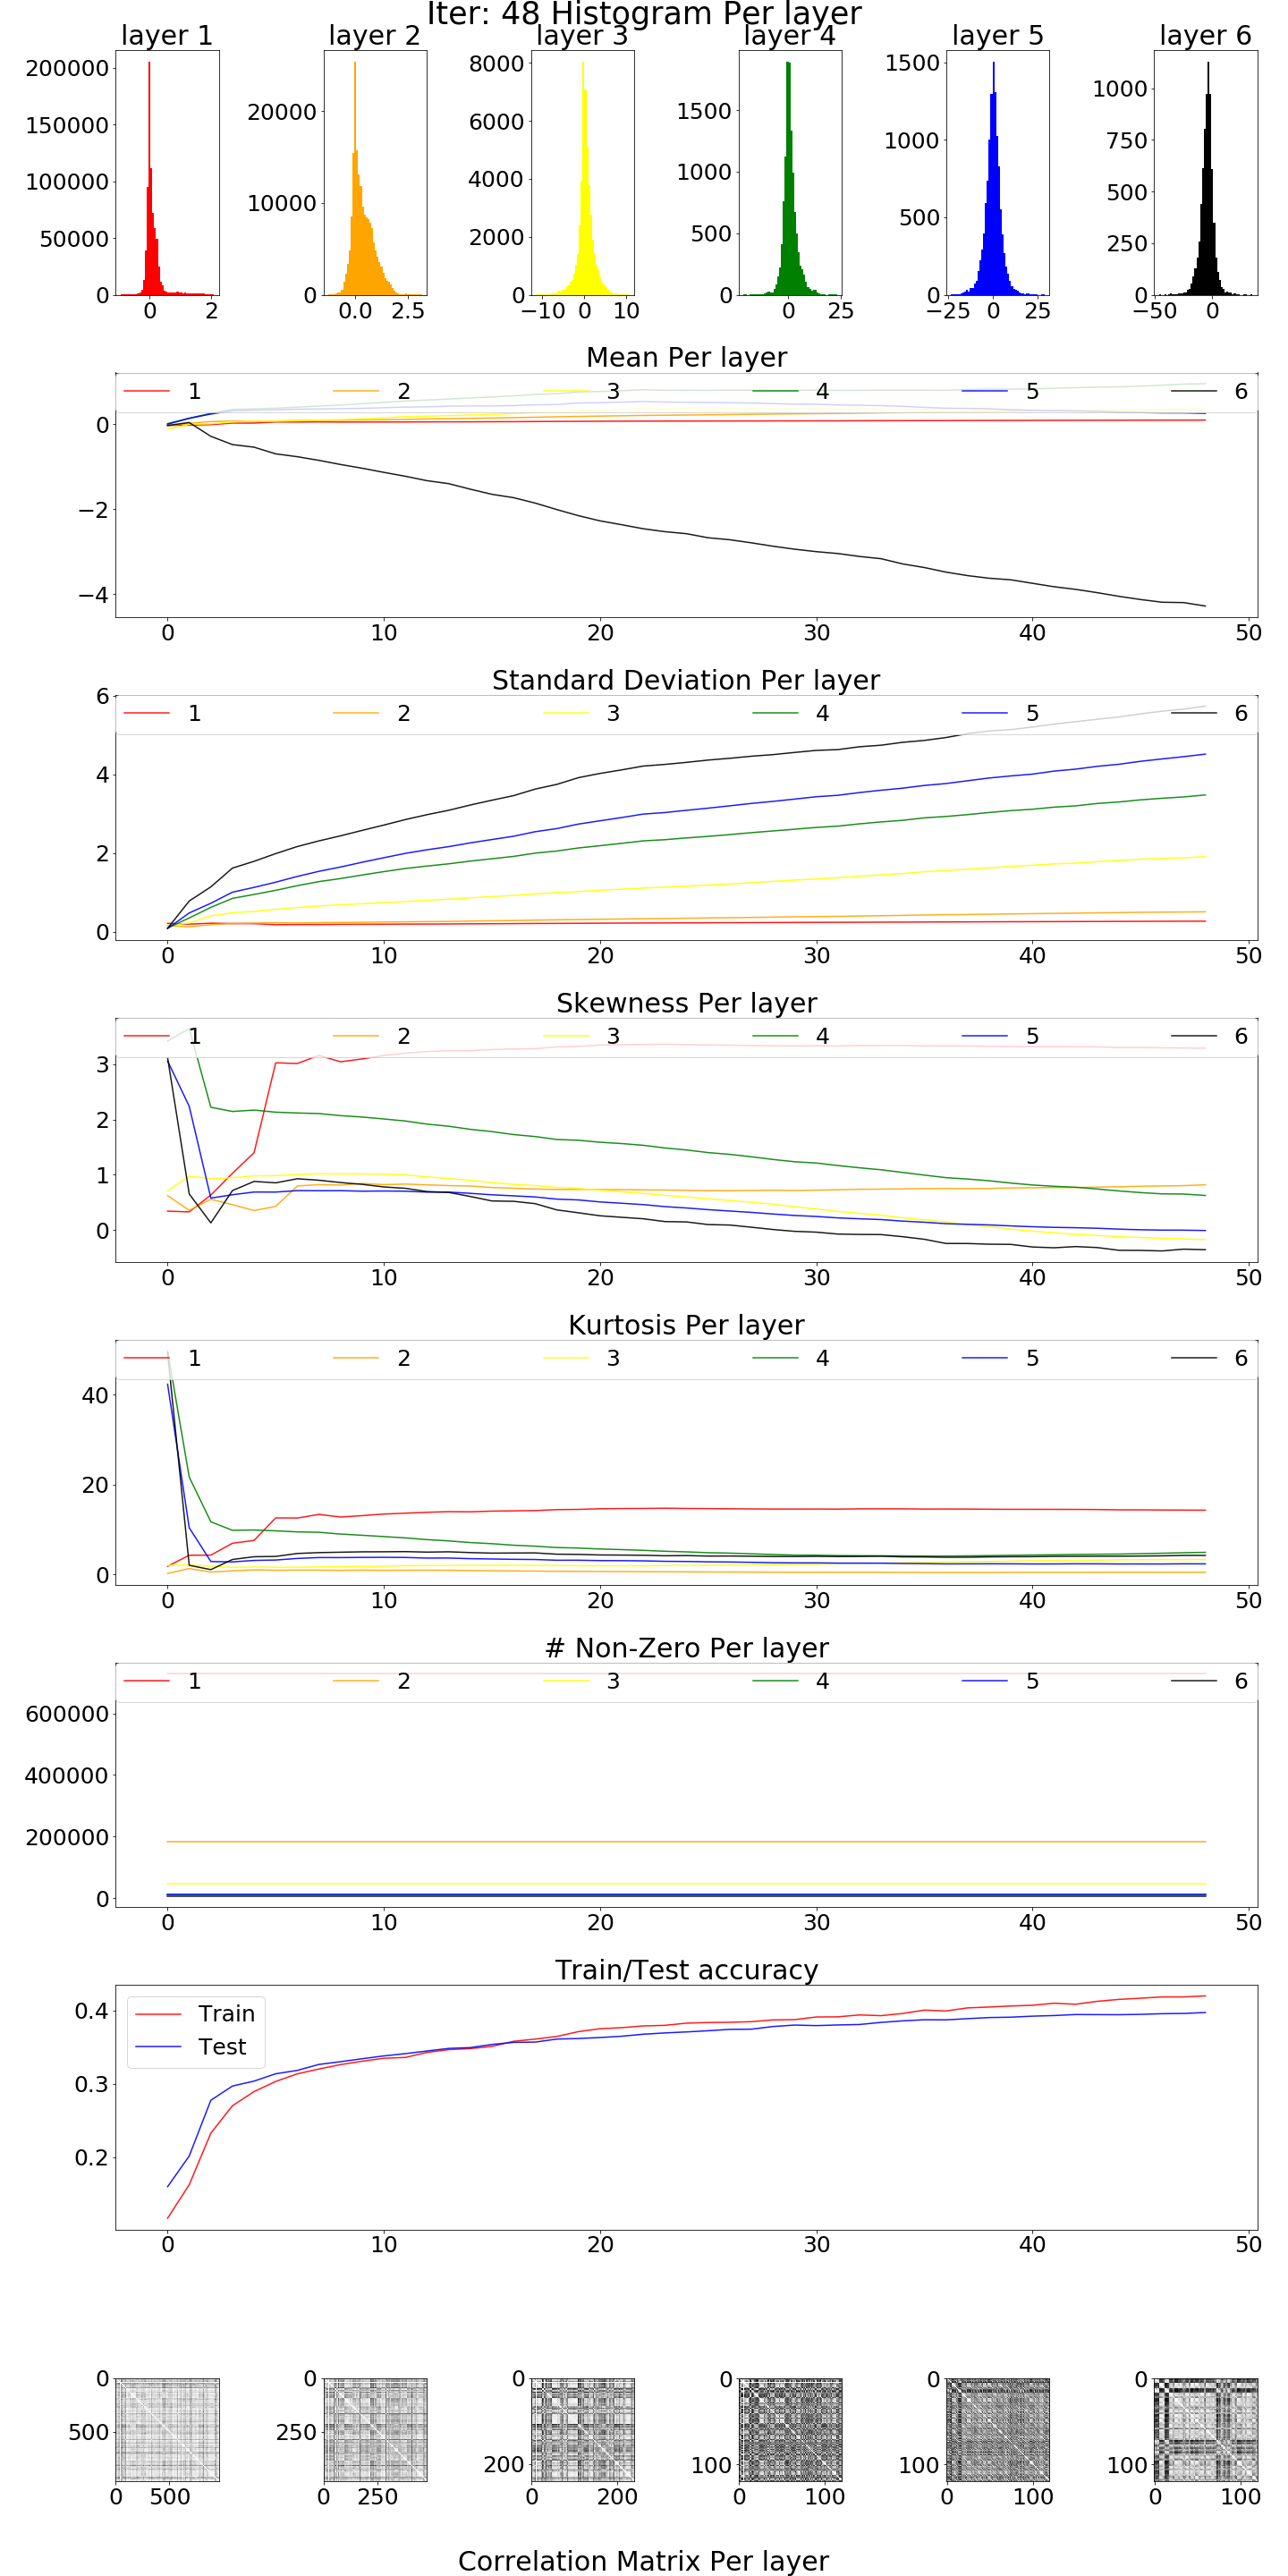 Iter: 48 Histogram Per layer
layer 1 layer 2 layer 3 layer 4 layer 5 layer 6
200000
150000
100000
50000
0
0 2
20000
10000
0
0.0 2.5
8000
6000
4000
2000
0
−10 0 10
1500
1000
500
0
0 25
1500
1000
500
0
−25 0 25
1000
750
500
250
0
−50 0
Mean Per layer
1 2 3 4 5 6
0
−2
−4
0 10 20 30 40 50
Standard Deviation Per layer
1 2 3 4 5 6
6
4
2
0
0 10 20 30 40 50
Skewness Per layer
1 2 3 4 5 6
3
2
1
0
0 10 20 30 40 50
Kurtosis Per layer
1 2 3 4 5 6
40
20
0
0 10 20 30 40 50
# Non-Zero Per layer
1 2 3 4 5 6
600000
400000
200000
0
0 10 20 30 40 50
Train/Test accuracy
Train
Test
0.4
0.3
0.2
0 10 20 30 40 50
0
500
0 500
0
250
0 250
0
200
0 200
0
100
0 100
0
100
0 100
0
100
0 100
Correlation Matrix Per layer